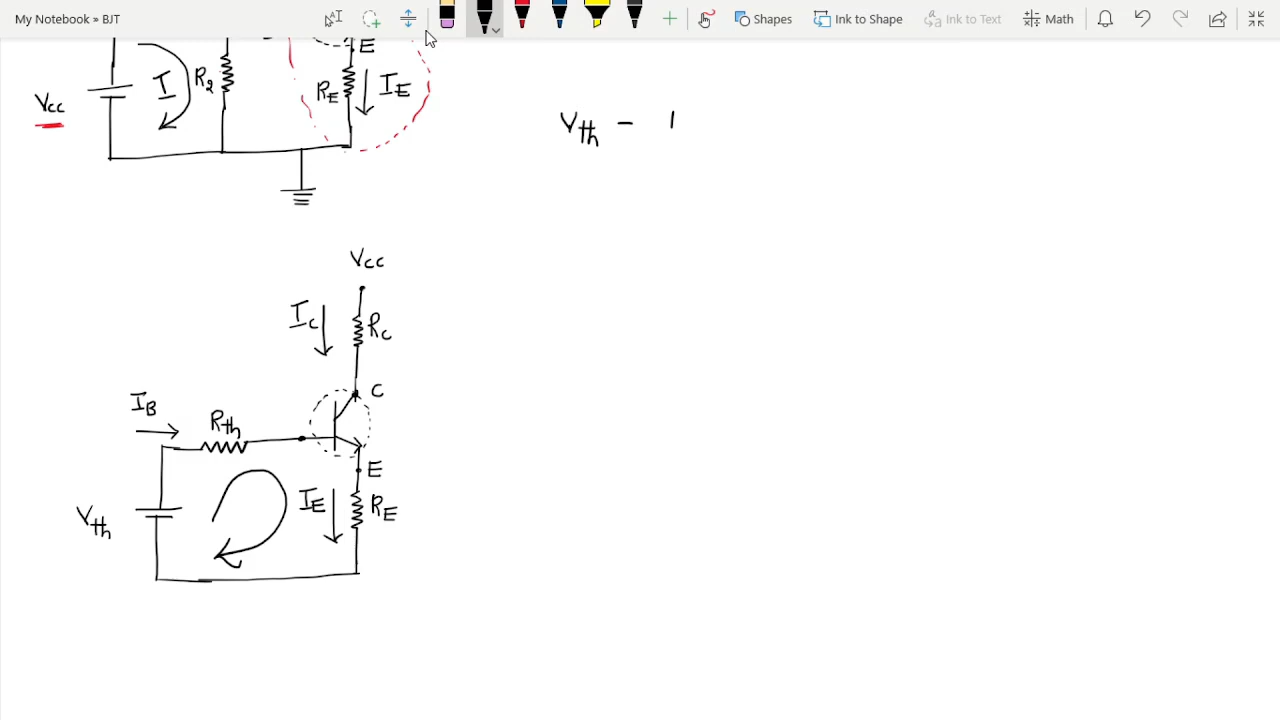 My Notebook » BJT
Shapes
Ink to Shape
Ink to Text
Math
E
Vcc
I
R2
RE
IE
Vth -
Vcc
Ic
Rc
C
IB
Rth
E
IE
RE
Vth